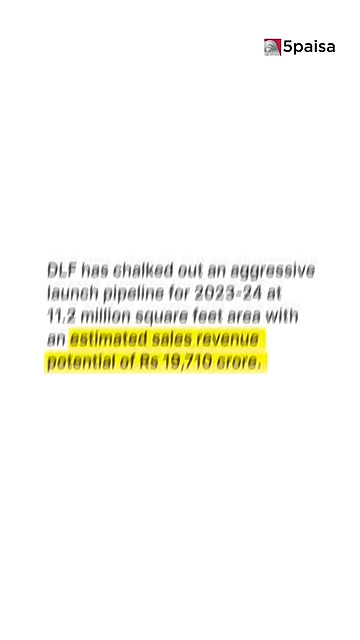 5paisa
DLF has chalked out an aggressive
launch pipeline for 2023-24 at
11.2 million square feet area with
an estimated sales revenue
potential of Rs 19,710 crore.